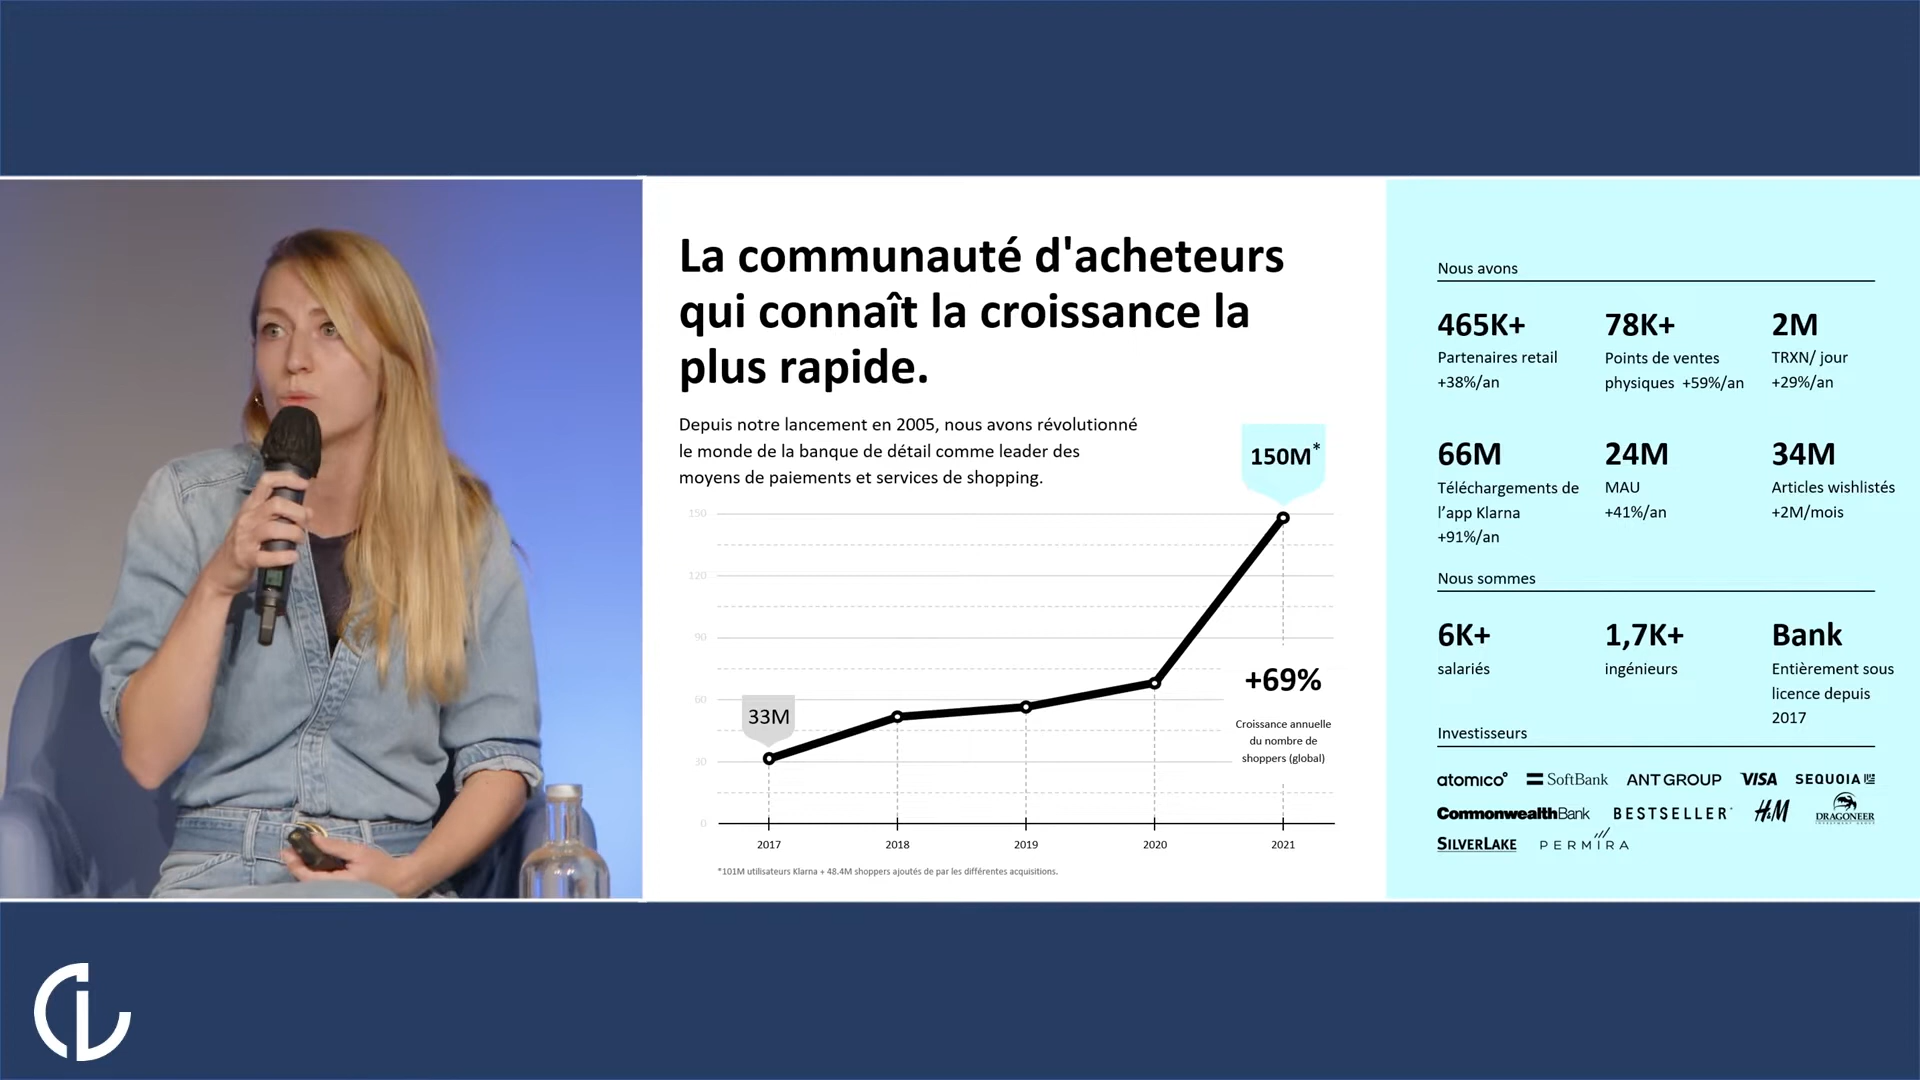 La communauté d'acheteurs
qui connaît la croissance la
plus rapide.
Depuis notre lancement en 2005, nous avons révolutionné
le monde de la banque de détail comme leader des
moyens de paiements et services de shopping.
150M*
150
120
90
60
30
0
33M
+69%
Croissance annuelle
du nombre de
shoppers (global)
2017 2018 2019 2020 2021
*101M utilisateurs Klarna + 48.4M shoppers ajoutés de par les différentes acquisitions.
Nous avons
465K+ 78K+ 2M
Partenaires retail Points de ventes TRXN/ jour
+38%/an physiques +59%/an +29%/an
66M 24M 34M
Téléchargements de MAU Articles wishlistés
l’app Klarna +41%/an +2M/mois
+91%/an
Nous sommes
6K+ 1,7K+ Bank
salariés ingénieurs Entièrement sous
licence depuis
2017
Investisseurs
atomico SoftBank ANT GROUP VISA SEQUOIA
CommonwealthBank BESTSELLER H&M DRAGONEER
SILVERLAKE PERMIRA